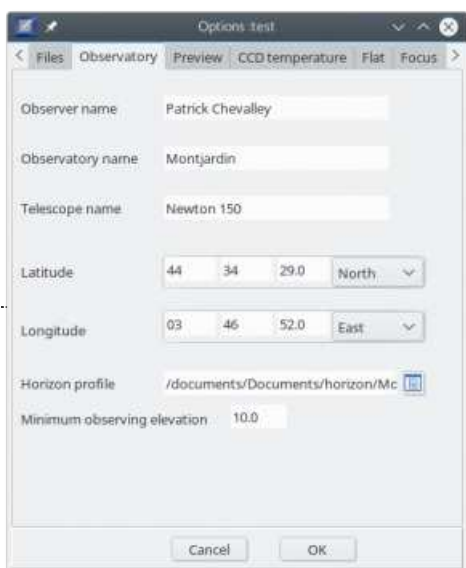 Options :test
Files Observatory Preview CCD temperature Flat Focus
Observer name Patrick Chevalley
Observatory name Montjardin
Telescope name Newton 150
Latitude 44 34 29.0 North
Longitude 03 46 52.0 East
Horizon profile /documents/Documents/horizon/Mc
Minimum observing elevation 10.0
Cancel OK